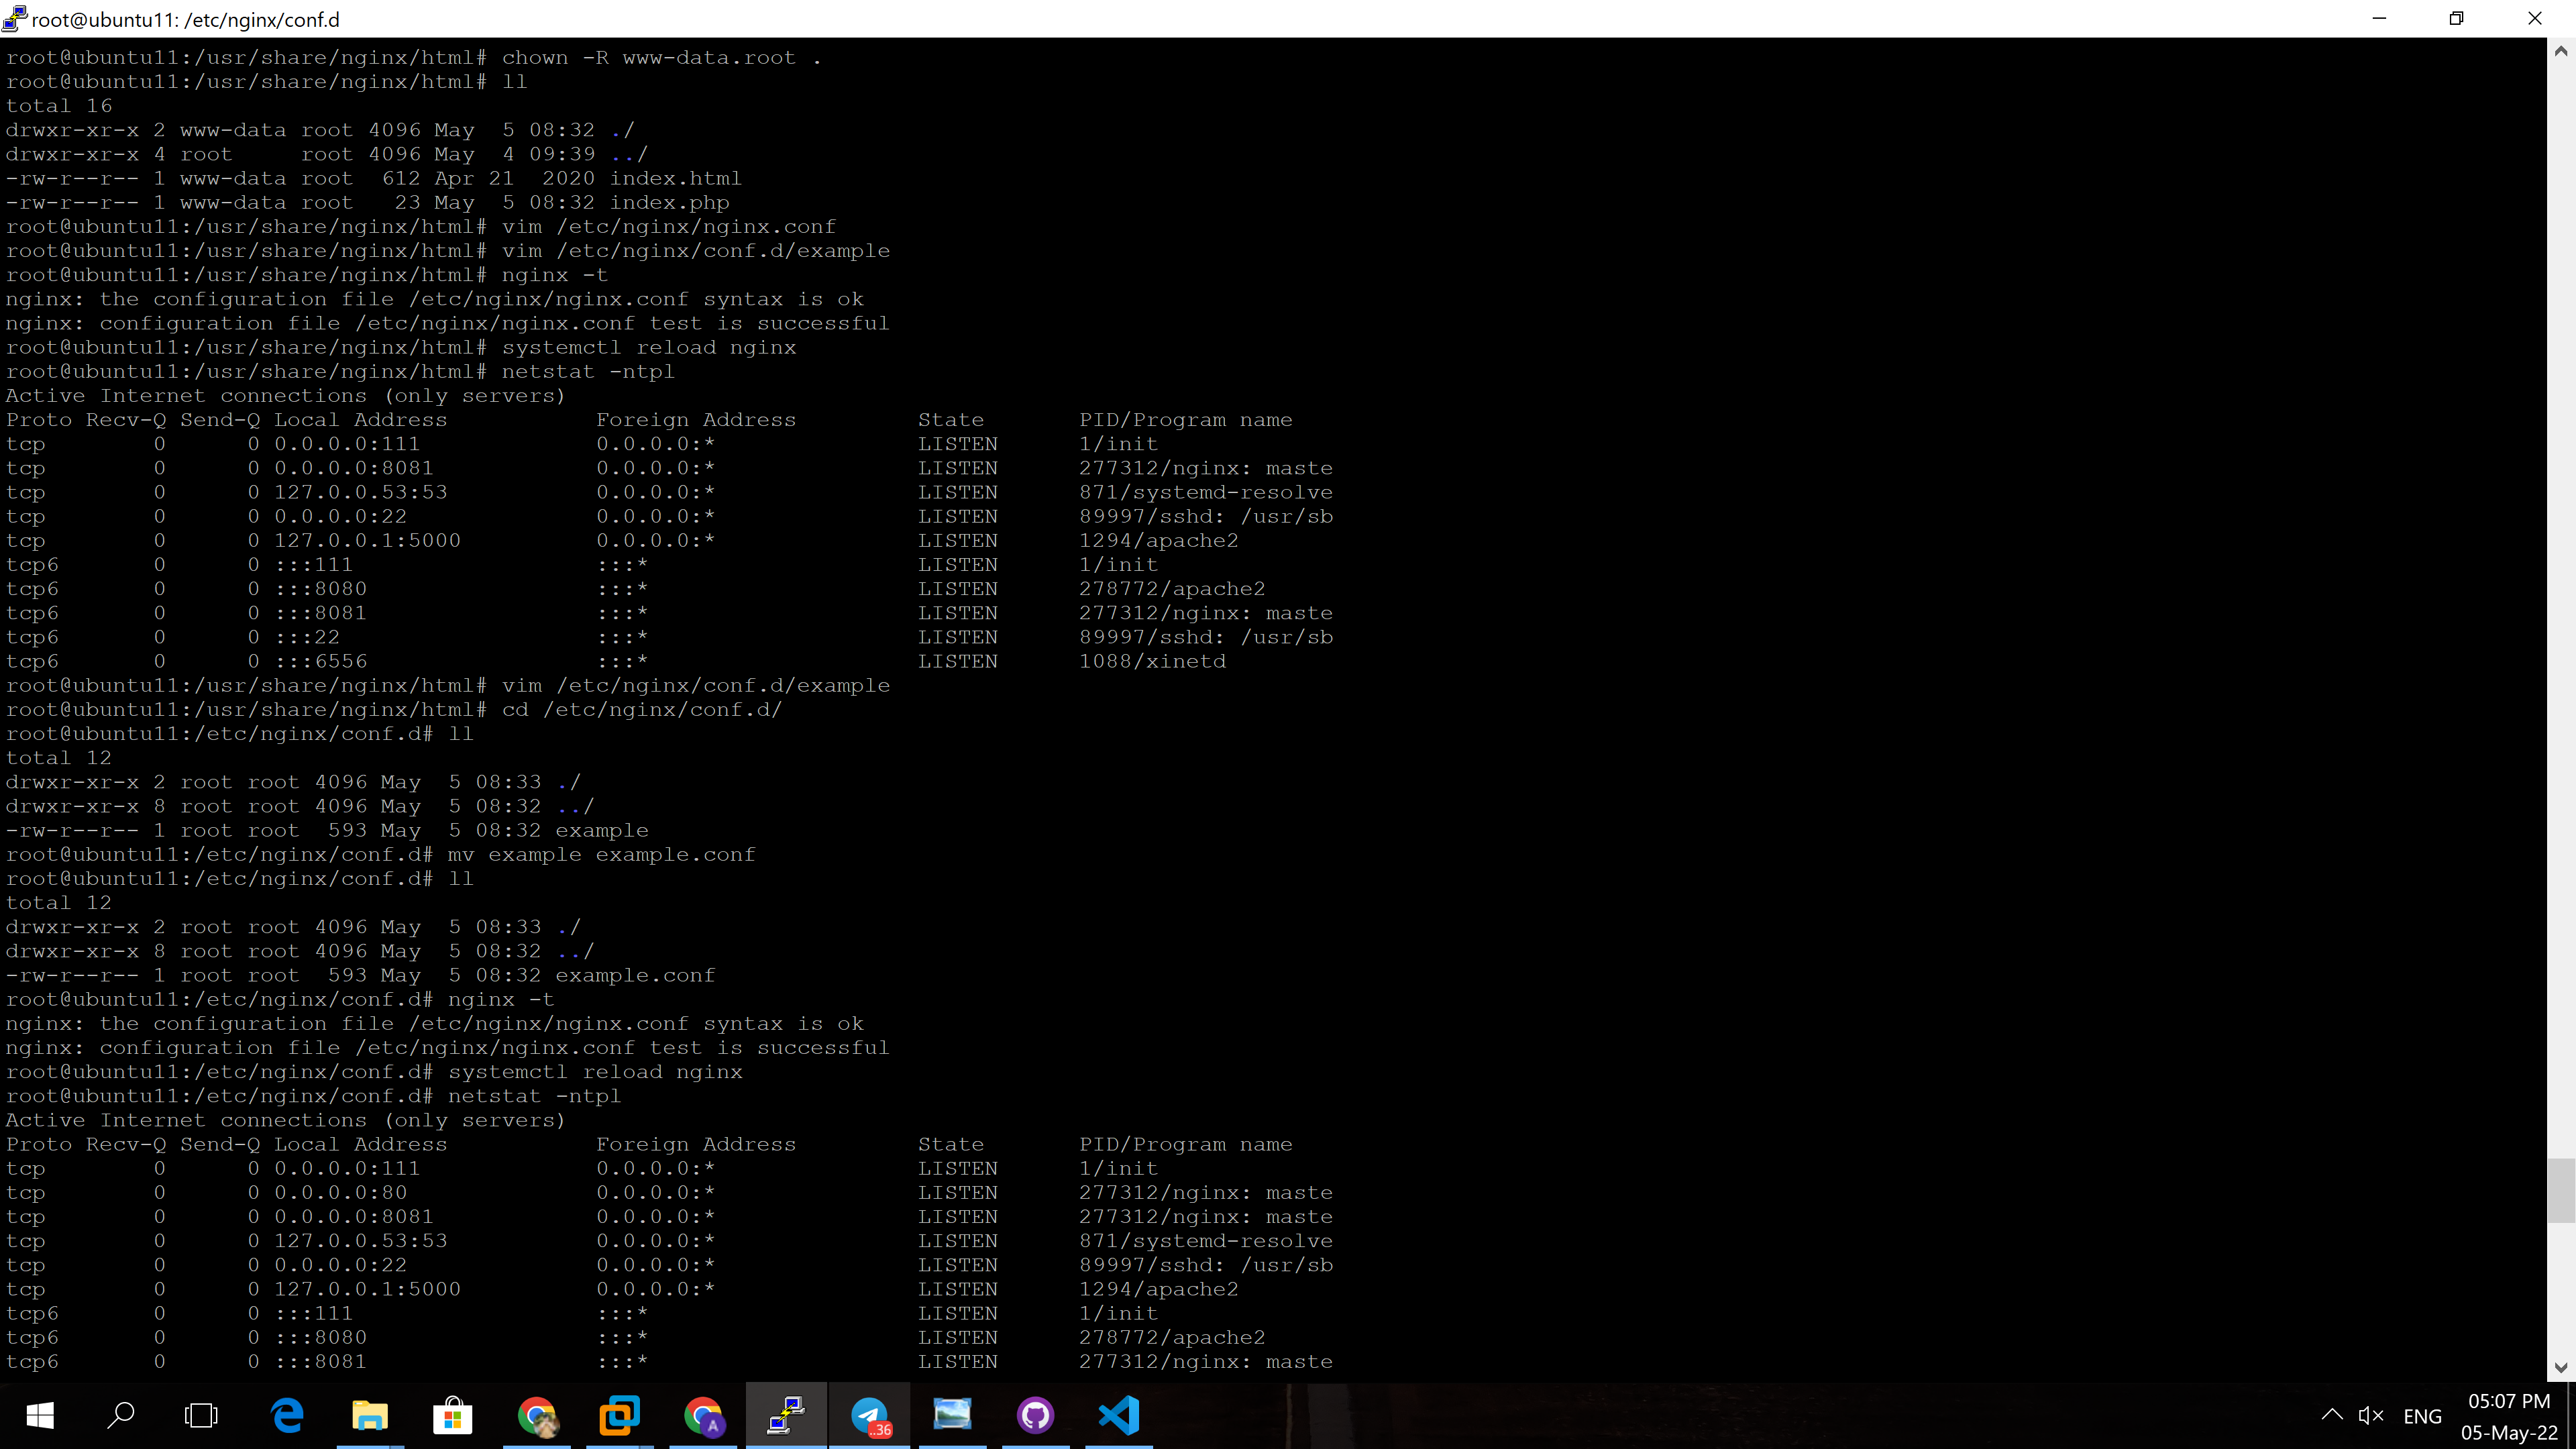 root@ubuntu11: /etc/nginx/conf.d
root@ubuntu11:/usr/share/nginx/html# chown -R www-data.root .
root@ubuntu11:/usr/share/nginx/html# ll
total 16
drwxr-xr-x 2 www-data root 4096 May  5 08:32 ./
drwxr-xr-x 4 root     root 4096 May  4 09:39 ../
-rw-r--r-- 1 www-data root  612 Apr 21  2020 index.html
-rw-r--r-- 1 www-data root   23 May  5 08:32 index.php
root@ubuntu11:/usr/share/nginx/html# vim /etc/nginx/nginx.conf
root@ubuntu11:/usr/share/nginx/html# vim /etc/nginx/conf.d/example
root@ubuntu11:/usr/share/nginx/html# nginx -t
nginx: the configuration file /etc/nginx/nginx.conf syntax is ok
nginx: configuration file /etc/nginx/nginx.conf test is successful
root@ubuntu11:/usr/share/nginx/html# systemctl reload nginx
root@ubuntu11:/usr/share/nginx/html# netstat -ntpl
Active Internet connections (only servers)
Proto Recv-Q Send-Q Local Address           Foreign Address         State       PID/Program name
tcp        0      0 0.0.0.0:111             0.0.0.0:*               LISTEN      1/init
tcp        0      0 0.0.0.0:8081            0.0.0.0:*               LISTEN      277312/nginx: maste
tcp        0      0 127.0.0.53:53           0.0.0.0:*               LISTEN      871/systemd-resolve
tcp        0      0 0.0.0.0:22              0.0.0.0:*               LISTEN      89997/sshd: /usr/sb
tcp        0      0 127.0.0.1:5000          0.0.0.0:*               LISTEN      1294/apache2
tcp6       0      0 :::111                  :::*                    LISTEN      1/init
tcp6       0      0 :::8080                 :::*                    LISTEN      278772/apache2
tcp6       0      0 :::8081                 :::*                    LISTEN      277312/nginx: maste
tcp6       0      0 :::22                   :::*                    LISTEN      89997/sshd: /usr/sb
tcp6       0      0 :::6556                 :::*                    LISTEN      1088/xinetd
root@ubuntu11:/usr/share/nginx/html# vim /etc/nginx/conf.d/example
root@ubuntu11:/usr/share/nginx/html# cd /etc/nginx/conf.d/
root@ubuntu11:/etc/nginx/conf.d# ll
total 12
drwxr-xr-x 2 root root 4096 May  5 08:33 ./
drwxr-xr-x 8 root root 4096 May  5 08:32 ../
-rw-r--r-- 1 root root  593 May  5 08:32 example
root@ubuntu11:/etc/nginx/conf.d# mv example example.conf
root@ubuntu11:/etc/nginx/conf.d# ll
total 12
drwxr-xr-x 2 root root 4096 May  5 08:33 ./
drwxr-xr-x 8 root root 4096 May  5 08:32 ../
-rw-r--r-- 1 root root  593 May  5 08:32 example.conf
root@ubuntu11:/etc/nginx/conf.d# nginx -t
nginx: the configuration file /etc/nginx/nginx.conf syntax is ok
nginx: configuration file /etc/nginx/nginx.conf test is successful
root@ubuntu11:/etc/nginx/conf.d# systemctl reload nginx
root@ubuntu11:/etc/nginx/conf.d# netstat -ntpl
Active Internet connections (only servers)
Proto Recv-Q Send-Q Local Address           Foreign Address         State       PID/Program name
tcp        0      0 0.0.0.0:111             0.0.0.0:*               LISTEN      1/init
tcp        0      0 0.0.0.0:80              0.0.0.0:*               LISTEN      277312/nginx: maste
tcp        0      0 0.0.0.0:8081            0.0.0.0:*               LISTEN      277312/nginx: maste
tcp        0      0 127.0.0.53:53           0.0.0.0:*               LISTEN      871/systemd-resolve
tcp        0      0 0.0.0.0:22              0.0.0.0:*               LISTEN      89997/sshd: /usr/sb
tcp        0      0 127.0.0.1:5000          0.0.0.0:*               LISTEN      1294/apache2
tcp6       0      0 :::111                  :::*                    LISTEN      1/init
tcp6       0      0 :::8080                 :::*                    LISTEN      278772/apache2
tcp6       0      0 :::8081                 :::*                    LISTEN      277312/nginx: maste
A
..36
ENG
05:07 PM
05-May-22